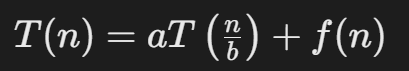 T(n) = aT(n/b) + f(n)